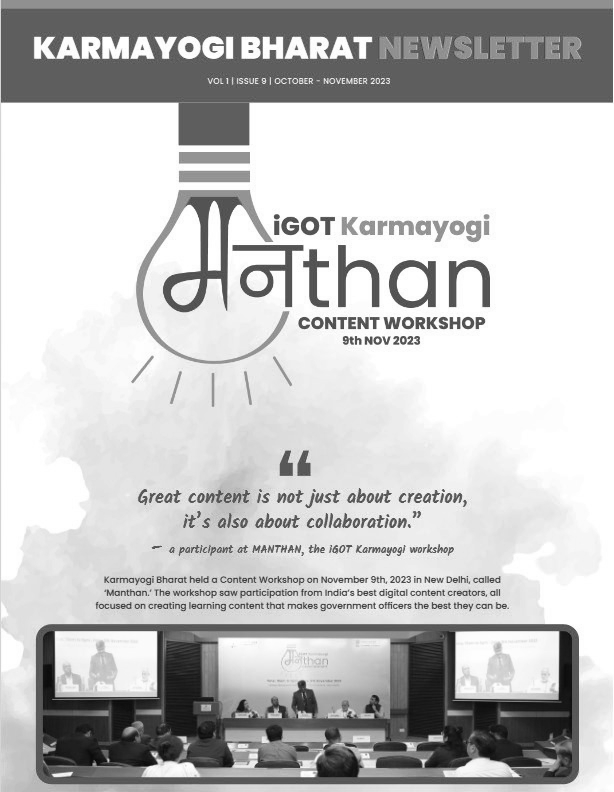 KARMAYOGI BHARAT NEWSLETTER
VOL 1 | ISSUE 9 | OCTOBER - NOVEMBER 2023
iGOT Karmayogi
मनthan
CONTENT WORKSHOP
9th NOV 2023
“
Great content is not just about creation,
it’s also about collaboration.”
– a participant at MANTHAN, the iGOT Karmayogi workshop
Karmayogi Bharat held a Content Workshop on November 9th, 2023 in New Delhi, called
‘Manthan.’ The workshop saw participation from India’s best digital content creators, all
focused on creating learning content that makes government officers the best they can be.
मनthan